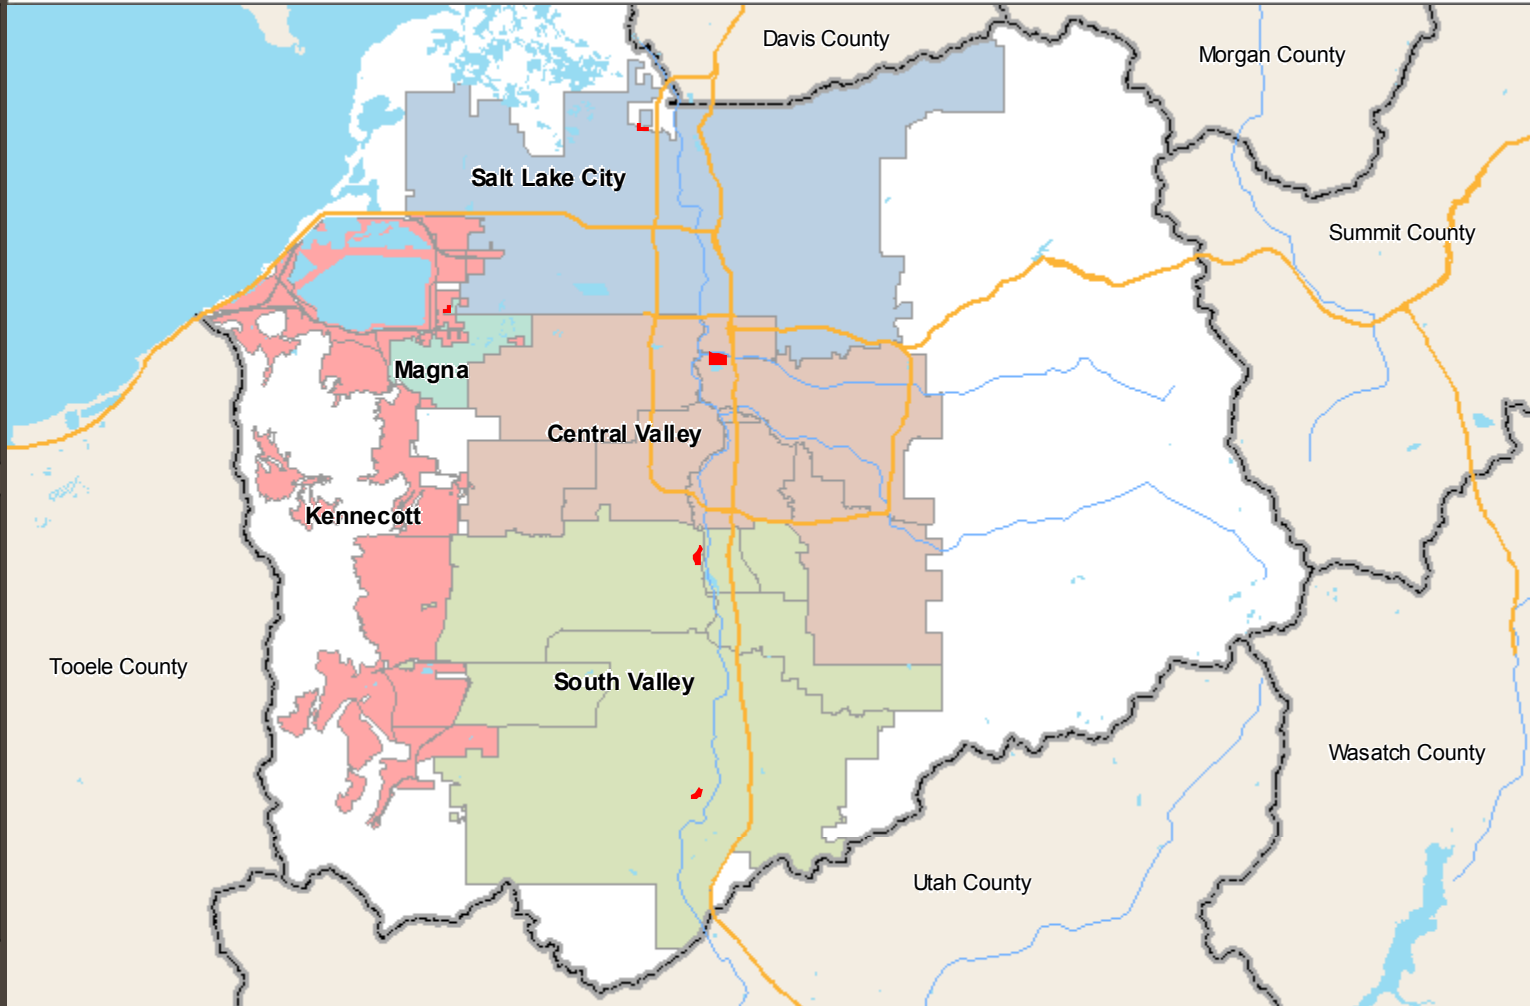 Davis County
Morgan County
Salt Lake City
Summit County
Magna
Central Valley
Kennecott
Tooele County
South Valley
Wasatch County
Utah County